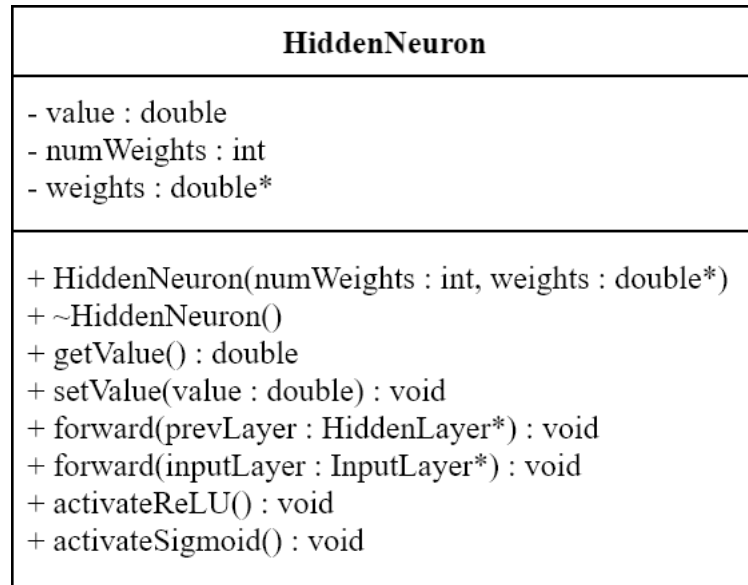 HiddenNeuron
- value : double
- numWeights : int
- weights : double*
+ HiddenNeuron(numWeights : int, weights : double*)
+ ~HiddenNeuron()
+ getValue() : double
+ setValue(value : double) : void
+ forward(prevLayer : HiddenLayer*) : void
+ forward(inputLayer : InputLayer*) : void
+ activateReLU() : void
+ activateSigmoid() : void